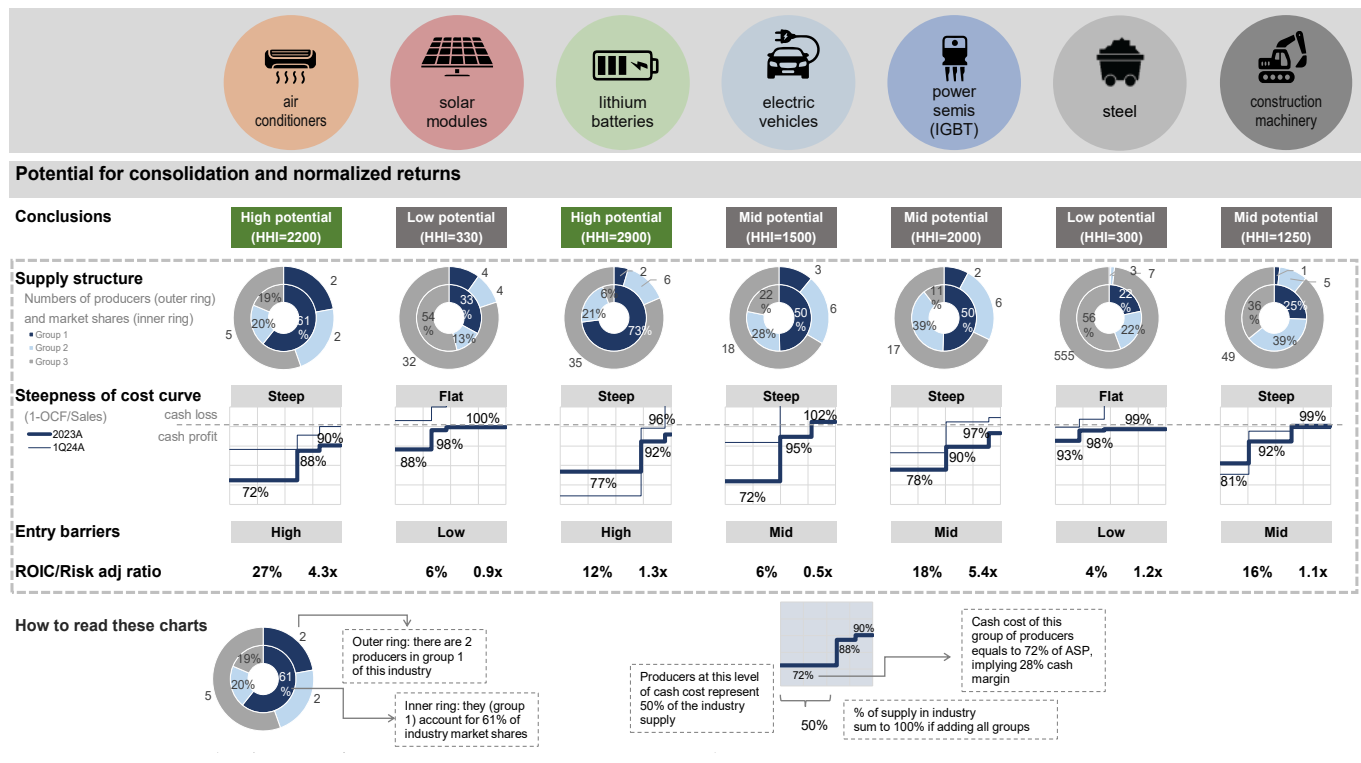 air
conditioners
solar
modules
lithium
batteries
electric
vehicles
power
semis
(IGBT)
steel
construction
machinery
Potential for consolidation and normalized returns
Conclusions
High potential
(HHI=2200)
Low potential
(HHI=330)
High potential
(HHI=2900)
Mid potential
(HHI=1500)
Mid potential
(HHI=2000)
Low potential
(HHI=300)
Mid potential
(HHI=1250)
Supply structure
Numbers of producers (outer ring)
and market shares (inner ring)
Group 1
Group 2
Group 3
2
19%
61
%
20%
5
2
4
33
%
4
54
%
13%
32
2
6
6%
21%
73%
35
3
22
%
50
%
6
28%
18
2
11
%
50
%
6
39%
17
3
7
22
%
56
%
22%
555
1
5
36
%
25%
39%
49
Steepness of cost curve
(1-OCF/Sales)
2023A
1Q24A
cash loss
cash profit
Steep
90%
88%
72%
Flat
100%
98%
88%
Steep
96%
92%
77%
Steep
102%
95%
72%
Steep
97%
90%
78%
Flat
99%
98%
93%
Steep
99%
92%
81%
Entry barriers
High
Low
High
Mid
Mid
Low
Mid
ROIC/Risk adj ratio
27% 4.3x
6% 0.9x
12% 1.3x
6% 0.5x
18% 5.4x
4% 1.2x
16% 1.1x
How to read these charts
2
19%
61
%
20%
5
2
Outer ring: there are 2
producers in group 1
of this industry
Inner ring: they (group
1) account for 61% of
industry market shares
Producers at this level
of cash cost represent
50% of the industry
supply
90%
88%
72%
50%
Cash cost of this
group of producers
equals to 72% of ASP,
implying 28% cash
margin
% of supply in industry
sum to 100% if adding all groups